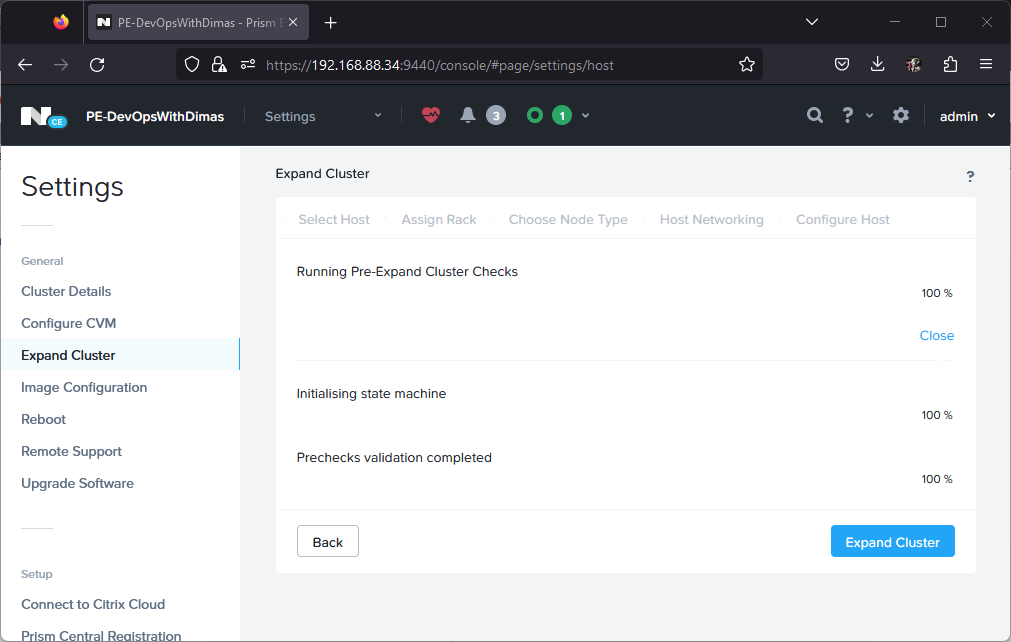 PE-DevOpsWithDimas - Prism
https://192.168.88.34:9440/console/#page/settings/host
N CE PE-DevOpsWithDimas Settings 3 1 ? admin
Settings
General
Cluster Details
Configure CVM
Expand Cluster
Image Configuration
Reboot
Remote Support
Upgrade Software
Setup
Connect to Citrix Cloud
Prism Central Registration
Expand Cluster ?
Select Host Assign Rack Choose Node Type Host Networking Configure Host
Running Pre-Expand Cluster Checks
100 %
Close
Initialising state machine
100 %
Prechecks validation completed
100 %
Back Expand Cluster